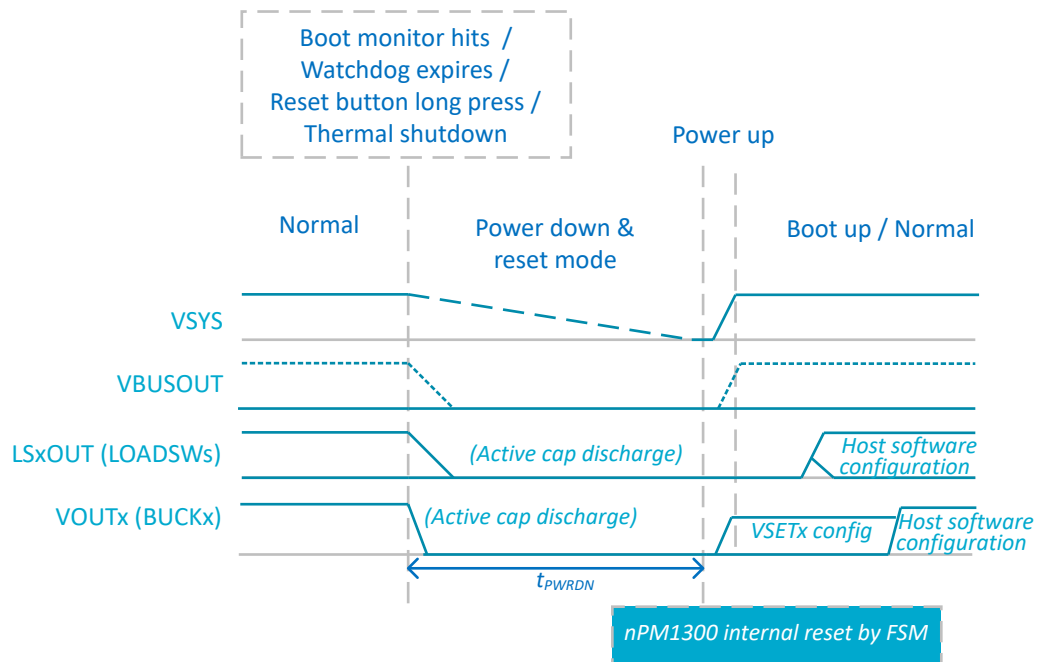 Boot monitor hits /
Watchdog expires /
Reset button long press /
Thermal shutdown
Power up
Normal
Power down &
reset mode
Boot up / Normal
VSYS
VBUSOUT
LSxOUT (LOADSWs)
(Active cap discharge)
Host software
configuration
VOUTx (BUCKx)
(Active cap discharge)
VSETx config
Host software
configuration
tPWRDN
nPM1300 internal reset by FSM